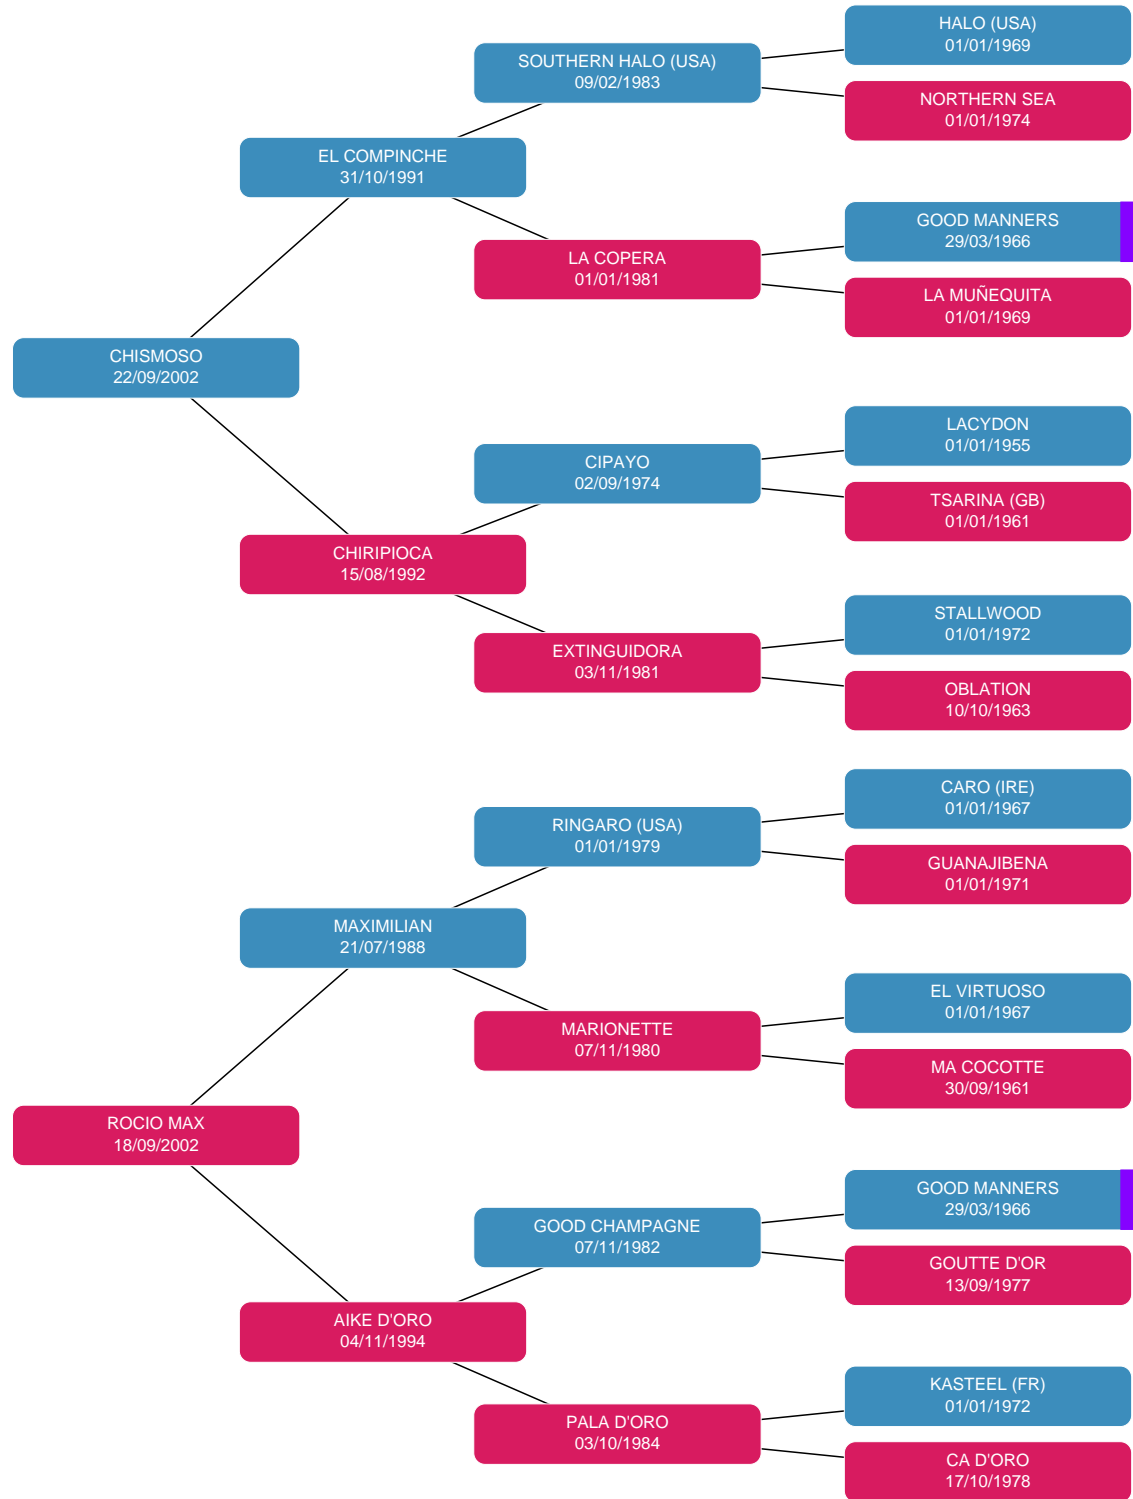 HALO (USA)
01/01/1969
SOUTHERN HALO (USA)
09/02/1983
NORTHERN SEA
01/01/1974
EL COMPINCHE
31/10/1991
GOOD MANNERS
29/03/1966
LA COPERA
01/01/1981
LA MUÑEQUITA
01/01/1969
CHISMOSO
22/09/2002
LACYDON
01/01/1955
CIPAYO
02/09/1974
TSARINA (GB)
01/01/1961
CHIRIPIOCA
15/08/1992
STALLWOOD
01/01/1972
EXTINGUIDORA
03/11/1981
OBLATION
10/10/1963
CARO (IRE)
01/01/1967
RINGARO (USA)
01/01/1979
GUANAJIBENA
01/01/1971
MAXIMILIAN
21/07/1988
EL VIRTUOSO
01/01/1967
MARIONETTE
07/11/1980
MA COCOTTE
30/09/1961
ROCIO MAX
18/09/2002
GOOD MANNERS
29/03/1966
GOOD CHAMPAGNE
07/11/1982
GOUTTE D'OR
13/09/1977
AIKE D'ORO
04/11/1994
KASTEEL (FR)
01/01/1972
PALA D'ORO
03/10/1984
CA D'ORO
17/10/1978